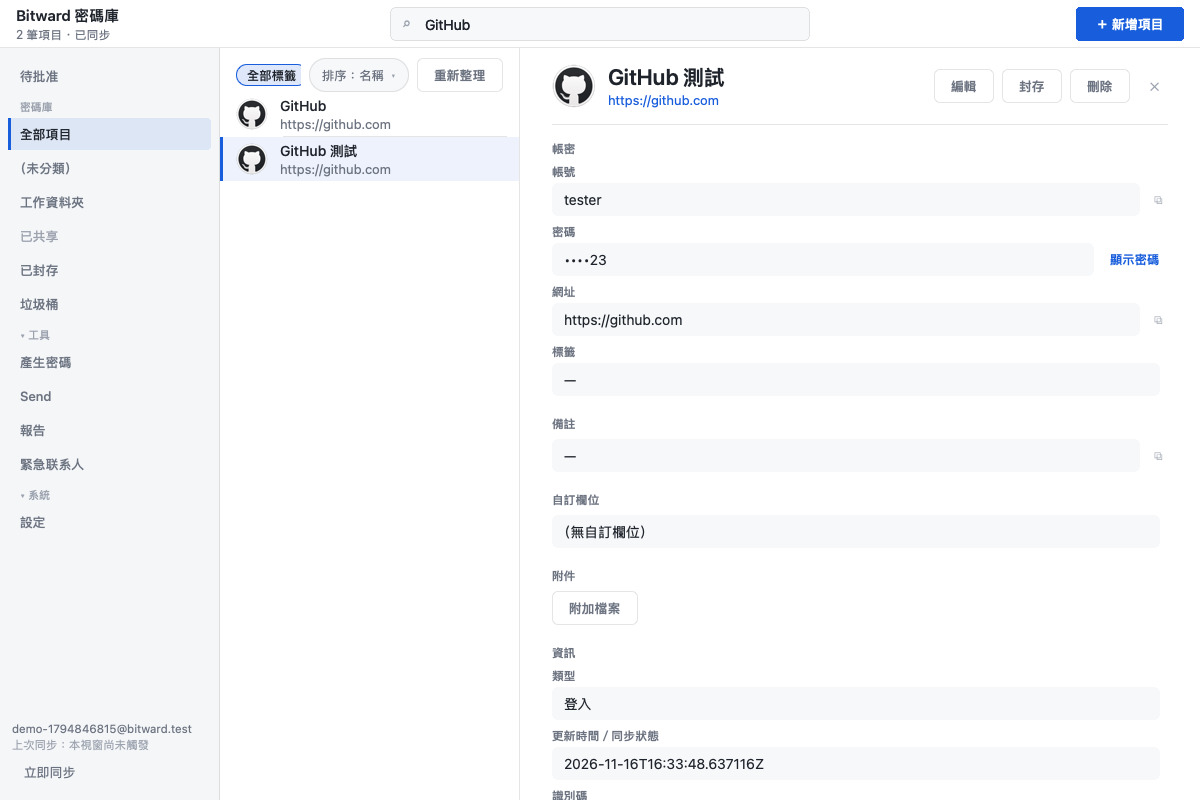 Bitward 密碼庫
2 筆項目 · 已同步
GitHub
+ 新增項目
待批准
密碼庫
全部項目
(未分類)
工作資料夾
已共享
已封存
垃圾桶
工具
產生密碼
Send
報告
緊急联系人
系統
設定
demo-1794846815@bitward.test
上次同步：本視窗尚未觸發
立即同步
全部標籤
排序：名稱
重新整理
GitHub
https://github.com
GitHub 測試
https://github.com
GitHub 測試
https://github.com
編輯
封存
刪除
帳密
帳號
tester
密碼
••••23
顯示密碼
網址
https://github.com
標籤
—
備註
—
自訂欄位
(無自訂欄位)
附件
附加檔案
資訊
類型
登入
更新時間 / 同步狀態
2026-11-16T16:33:48.637116Z
識別碼